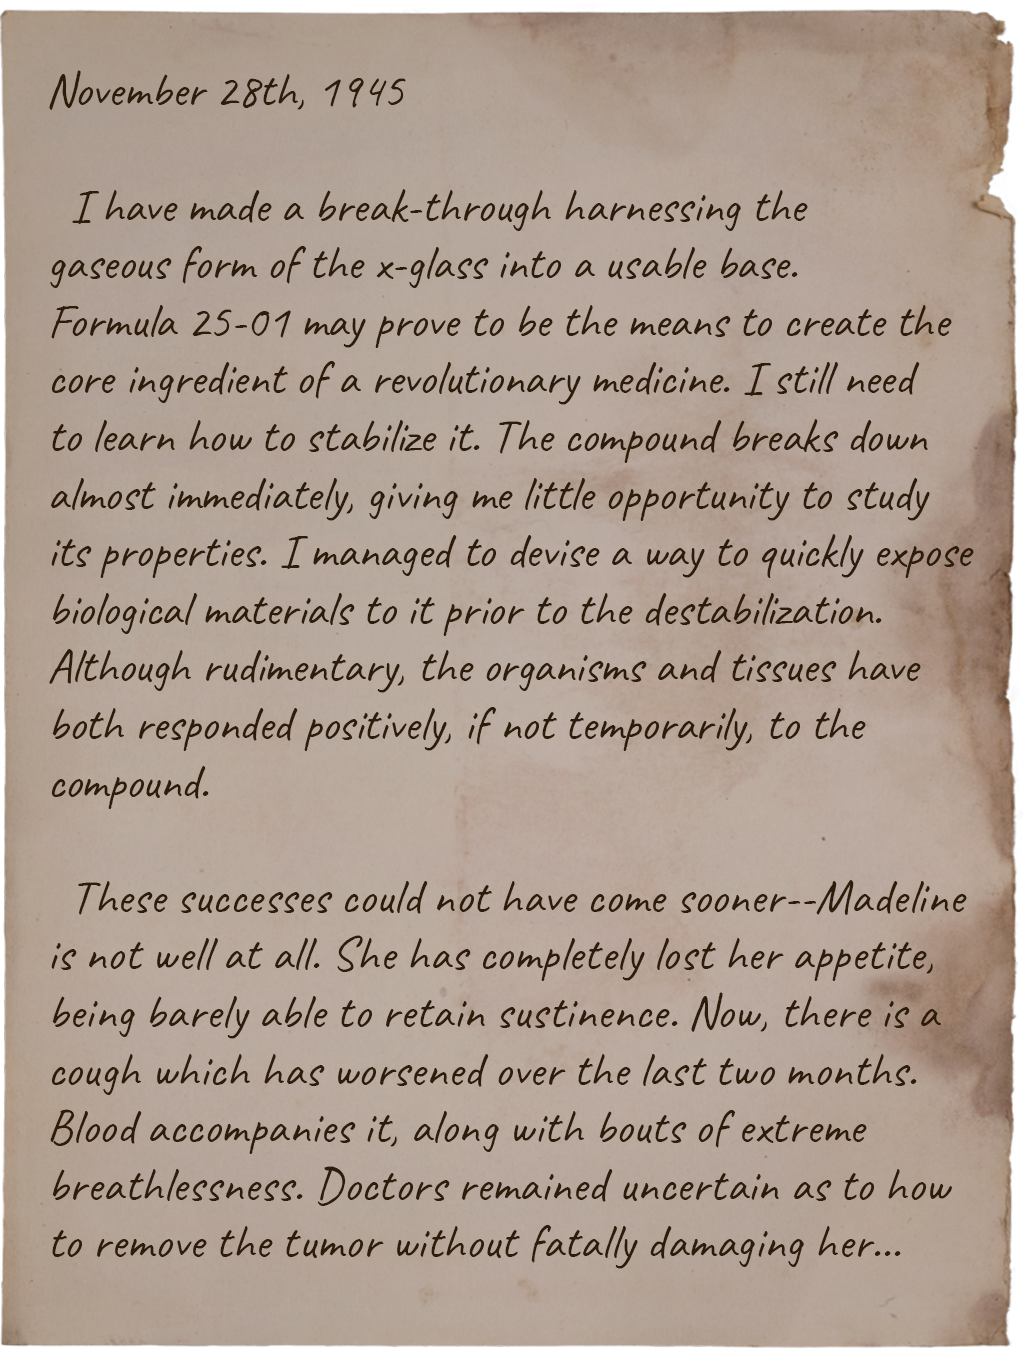 November 28th, 1945
I have made a break-through harnessing the
gaseous form of the x-glass into a usable base.
Formula 25-01 may prove to be the means to create the
core ingredient of a revolutionary medicine. I still need
to learn how to stabilize it. The compound breaks down
almost immediately, giving me little opportunity to study
its properties. I managed to devise a way to quickly expose
biological materials to it prior to the destabilization.
Although rudimentary, the organisms and tissues have
both responded positively, if not temporarily, to the
compound.
These successes could not have come sooner--Madeline
is not well at all. She has completely lost her appetite,
being barely able to retain sustinence. Now, there is a
cough which has worsened over the last two months.
Blood accompanies it, along with bouts of extreme
breathlessness. Doctors remained uncertain as to how
to remove the tumor without fatally damaging her...